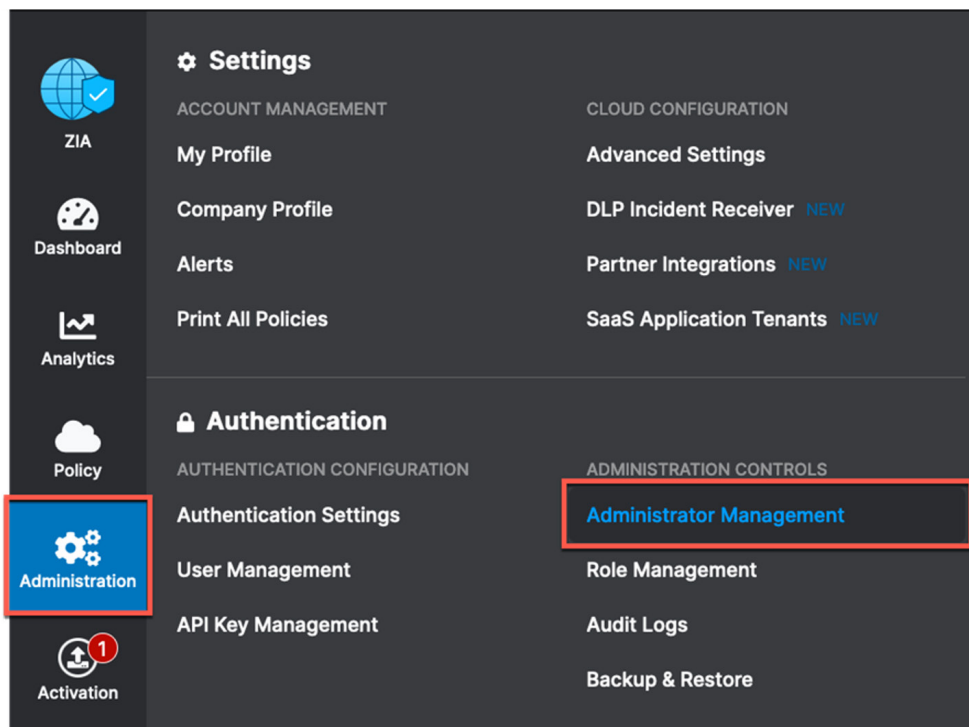 ZIA
Dashboard
Analytics
Policy
Administration
1
Activation
Settings
ACCOUNT MANAGEMENT
My Profile
Company Profile
Alerts
Print All Policies
CLOUD CONFIGURATION
Advanced Settings
DLP Incident Receiver NEW
Partner Integrations NEW
SaaS Application Tenants NEW
Authentication
AUTHENTICATION CONFIGURATION
Authentication Settings
User Management
API Key Management
ADMINISTRATION CONTROLS
Administrator Management
Role Management
Audit Logs
Backup & Restore